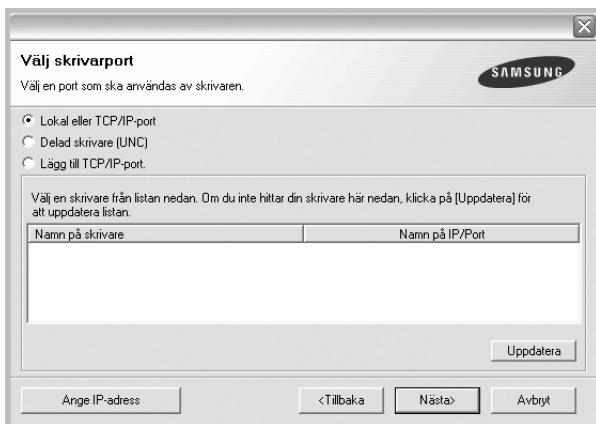 Välj skrivarport
Välj en port som ska användas av skrivaren.
SAMSUNG
Lokal eller TCP/IP-port
Delad skrivare (UNC)
Lägg till TCP/IP-port.
Välj en skrivare från listan nedan. Om du inte hittar din skrivare här nedan, klicka på [Uppdatera] för
att uppdatera listan.
Namn på skrivare Namn på IP/Port
Uppdatera
Ange IP-adress <Tillbaka Nästa> Avbryt